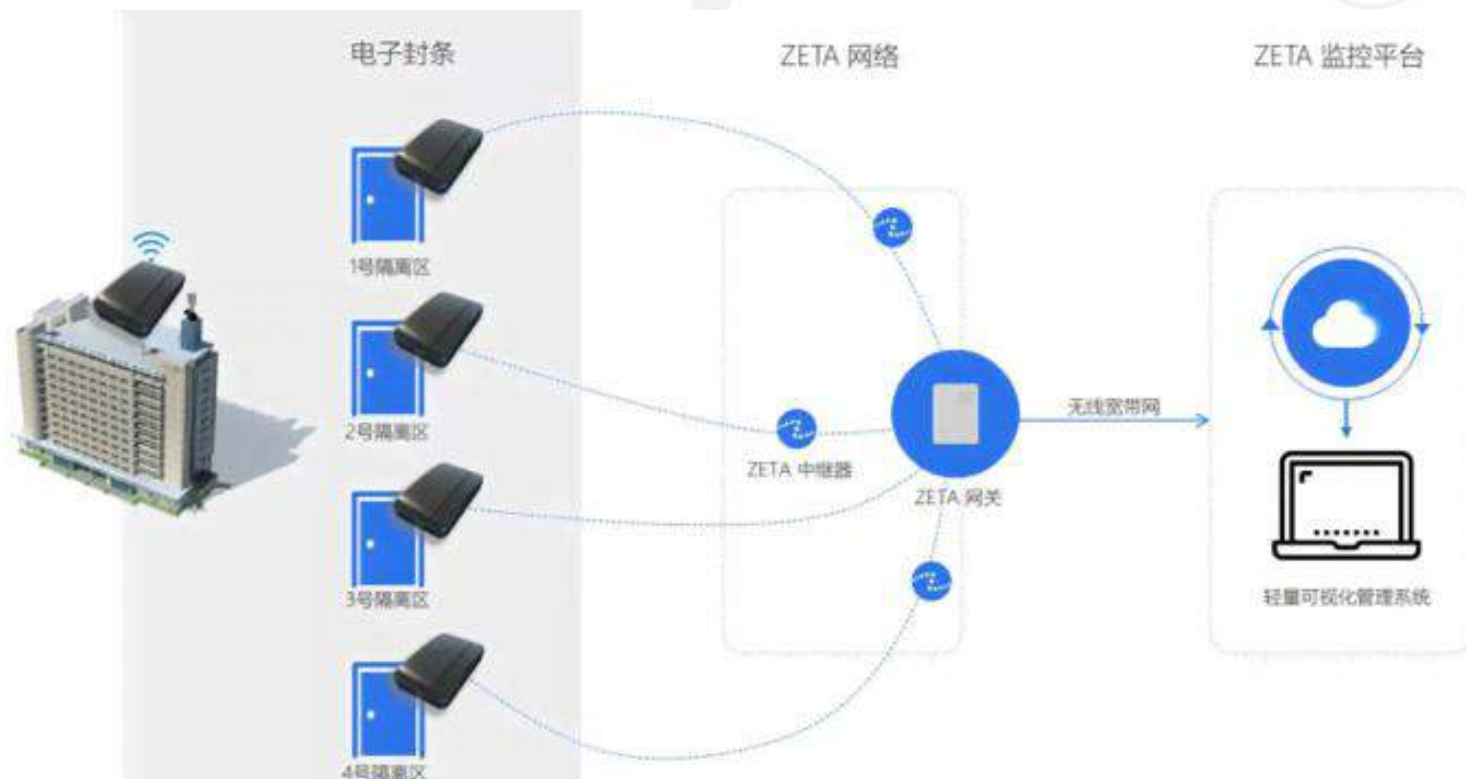 电子封条
ZETA 网络
ZETA 监控平台
1号隔离区
2号隔离区
3号隔离区
4号隔离区
ZETA 中继器
ZETA 网关
无线宽带网
轻量可视化管理系统